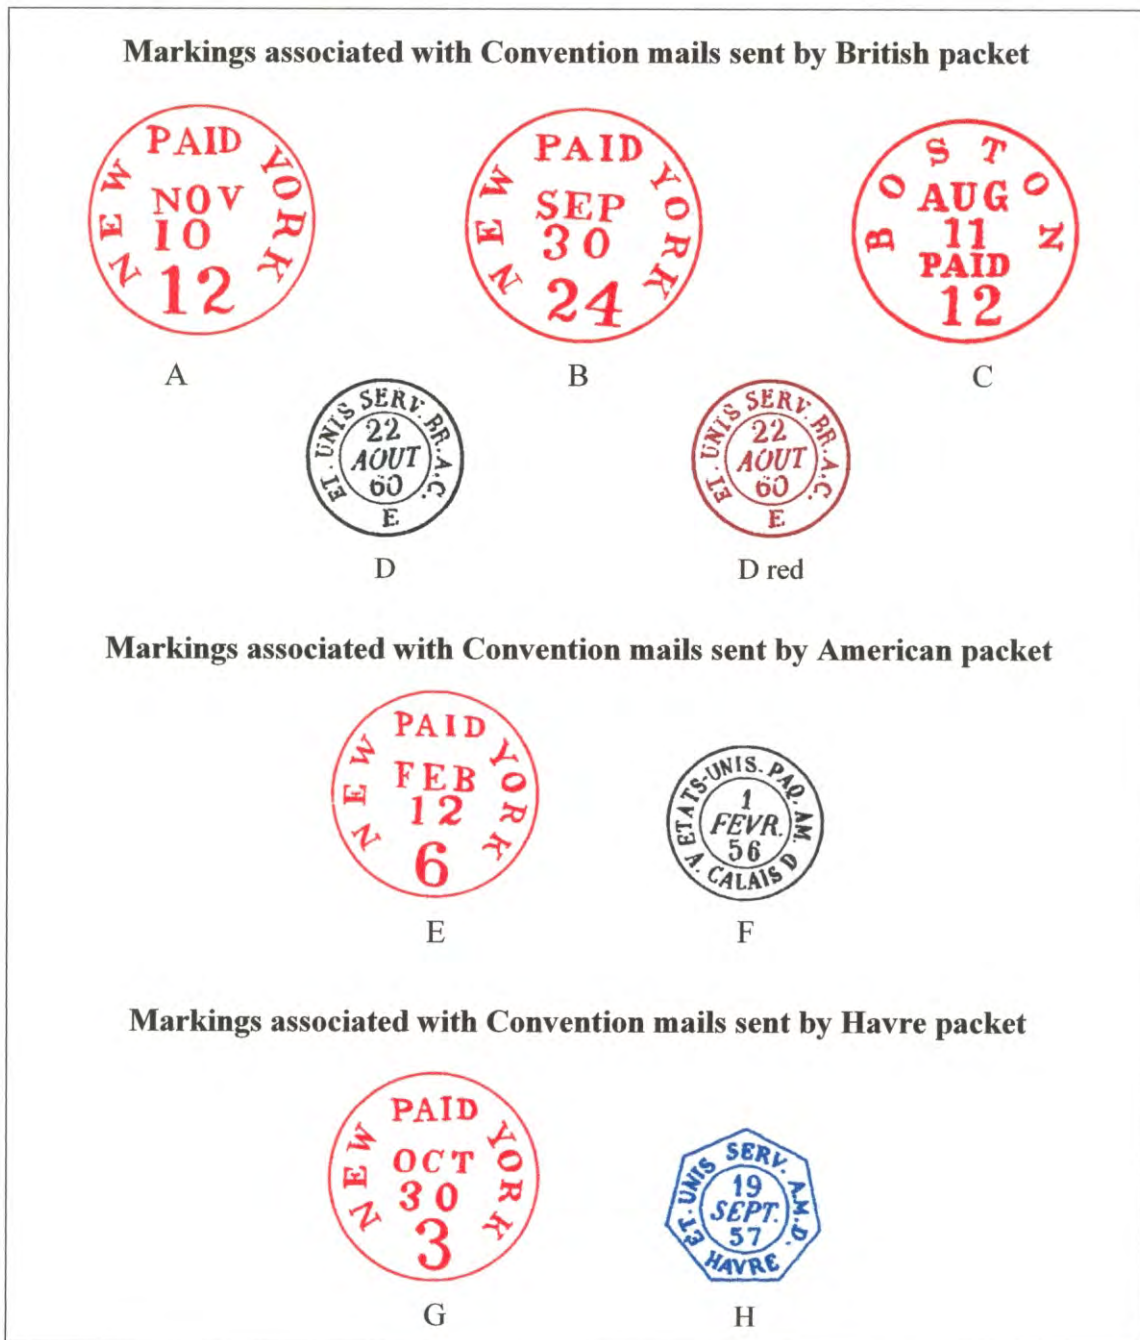 Markings associated with Convention mails sent by British packet
NEW PAID YORK
NOV
10
12
A
NEW PAID YORK
SEP
30
24
B
BOSTON
AUG
11
PAID
12
C
ET. UNIS SERV. BR. A.C.
22
AOUT
60
E
D
ET. UNIS SERV. BR. A.C.
22
AOUT
60
E
D red
Markings associated with Convention mails sent by American packet
NEW PAID YORK
FEB
12
6
E
V ETATS-UNIS. PAQ. AM.
1
FEVR.
56
A. CALAIS D
F
Markings associated with Convention mails sent by Havre packet
NEW PAID YORK
OCT
30
3
G
ÉT. UNIS SERV. A.M.D.
19
SEPT.
57
HAVRE
H